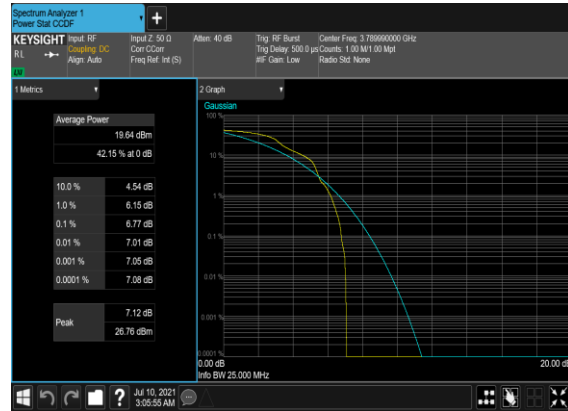 Spectrum Analyzer 1
Power Stat CCDF
+
KEYSIGHT
RL
Input: RF
Coupling: DC
Align: Auto
Input Z: 50 Ω
Corr CCorr
Freq Ref: Int (S)
Atten: 40 dB
Trig: RF Burst
Trig Delay: 500.0 µs
#IF Gain: Low
Center Freq: 3.789990000 GHz
Counts: 1.00 M/1.00 Mpt
Radio Std: None
1 Metrics
Average Power
19.64 dBm
42.15 % at 0 dB
10.0 % 4.54 dB
1.0 % 6.15 dB
0.1 % 6.77 dB
0.01 % 7.01 dB
0.001 % 7.05 dB
0.0001 % 7.08 dB
Peak
7.12 dB
26.76 dBm
2 Graph
Gaussian
100 %
10 %
1 %
0.1 %
0.01 %
0.001 %
0.0001 %
0.00 dB
20.00 dB
Info BW 25.000 MHz
?
Jul 10, 2021
3:05:55 AM